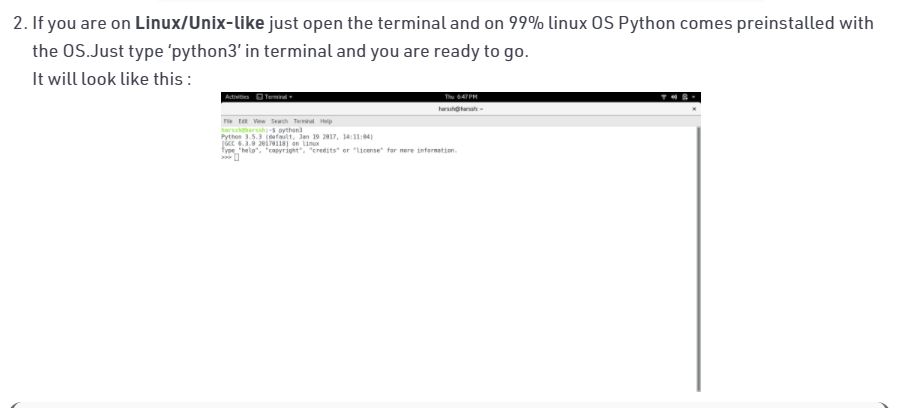 2. If you are on Linux/Unix-like just open the terminal and on 99% linux OS Python comes preinstalled with
the OS.Just type ‘python3’ in terminal and you are ready to go.
It will look like this :
Activities Terminal
Thu 6:47 PM
harssh@harssh: ~
File Edit View Search Terminal Help
harssh@harssh:~$ python3
Python 3.5.3 (default, Jan 19 2017, 14:11:04)
[GCC 6.3.0 20170118] on linux
Type "help", "copyright", "credits" or "license" for more information.
>>>